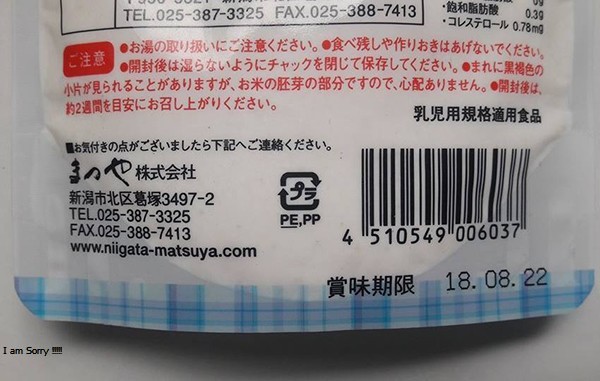 TEL.025-387-3325 FAX.025-388-7413
・飽和脂肪酸 0.3g
・コレステロール 0.78mg
ご注意
●お湯の取り扱いにご注意ください。●食べ残しや作りおきはあげないでください。
●開封後は湿らないようにチャックを閉じて保存してください。●まれに黒褐色の
小片が見られることがありますが、お米の胚芽の部分ですので、心配ありません。●開封後は、
約2週間を目安にお召し上がりください。
乳児用規格適用食品
■お気付きの点がございましたら下記へご連絡ください。
まつや 株式会社
新潟市北区葛塚3497-2
TEL.025-387-3325
FAX.025-388-7413
www.niigata-matsuya.com
プラ
PE,PP
4 510549 006037
賞味期限 18.08.22
I am Sorry !!!!!